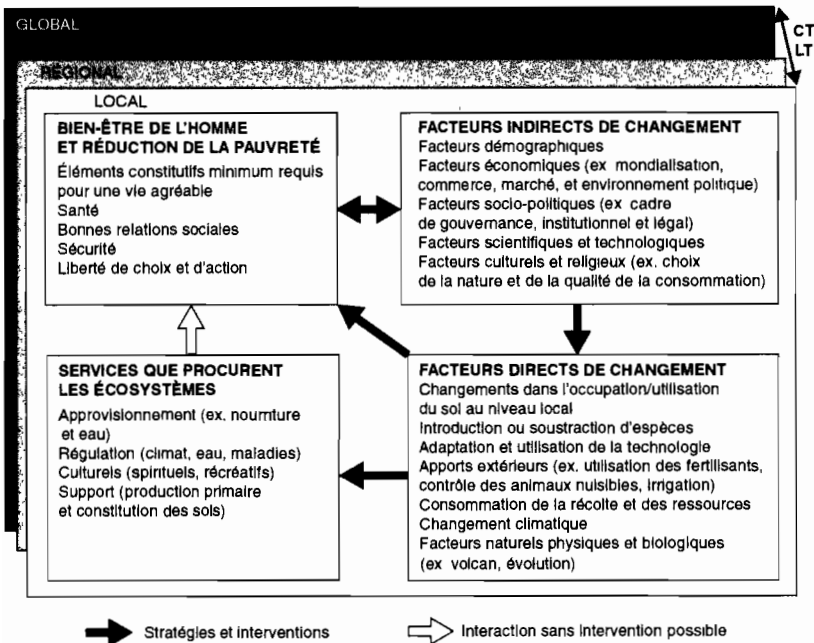 GLOBAL
CT
LT
RÉGIONAL
LOCAL
BIEN-ÊTRE DE L'HOMME
ET RÉDUCTION DE LA PAUVRETÉ
Éléments constitutifs minimum requis
pour une vie agréable
Santé
Bonnes relations sociales
Sécurité
Liberté de choix et d'action
FACTEURS INDIRECTS DE CHANGEMENT
Facteurs démographiques
Facteurs économiques (ex mondialisation,
commerce, marché, et environnement politique)
Facteurs socio-politiques (ex cadre
de gouvernance, institutionnel et légal)
Facteurs scientifiques et technologiques
Facteurs culturels et religieux (ex. choix
de la nature et de la qualité de la consommation)
SERVICES QUE PROCURENT
LES ÉCOSYSTÈMES
Approvisionnement (ex. nourriture
et eau)
Régulation (climat, eau, maladies)
Culturels (spirituels, récréatifs)
Support (production primaire
et constitution des sols)
FACTEURS DIRECTS DE CHANGEMENT
Changements dans l'occupation/utilisation
du sol au niveau local
Introduction ou soustraction d'espèces
Adaptation et utilisation de la technologie
Apports extérieurs (ex. utilisation des fertilisants,
contrôle des animaux nuisibles, irrigation)
Consommation de la récolte et des ressources
Changement climatique
Facteurs naturels physiques et biologiques
(ex volcan, évolution)
Stratégies et interventions
Interaction sans intervention possible